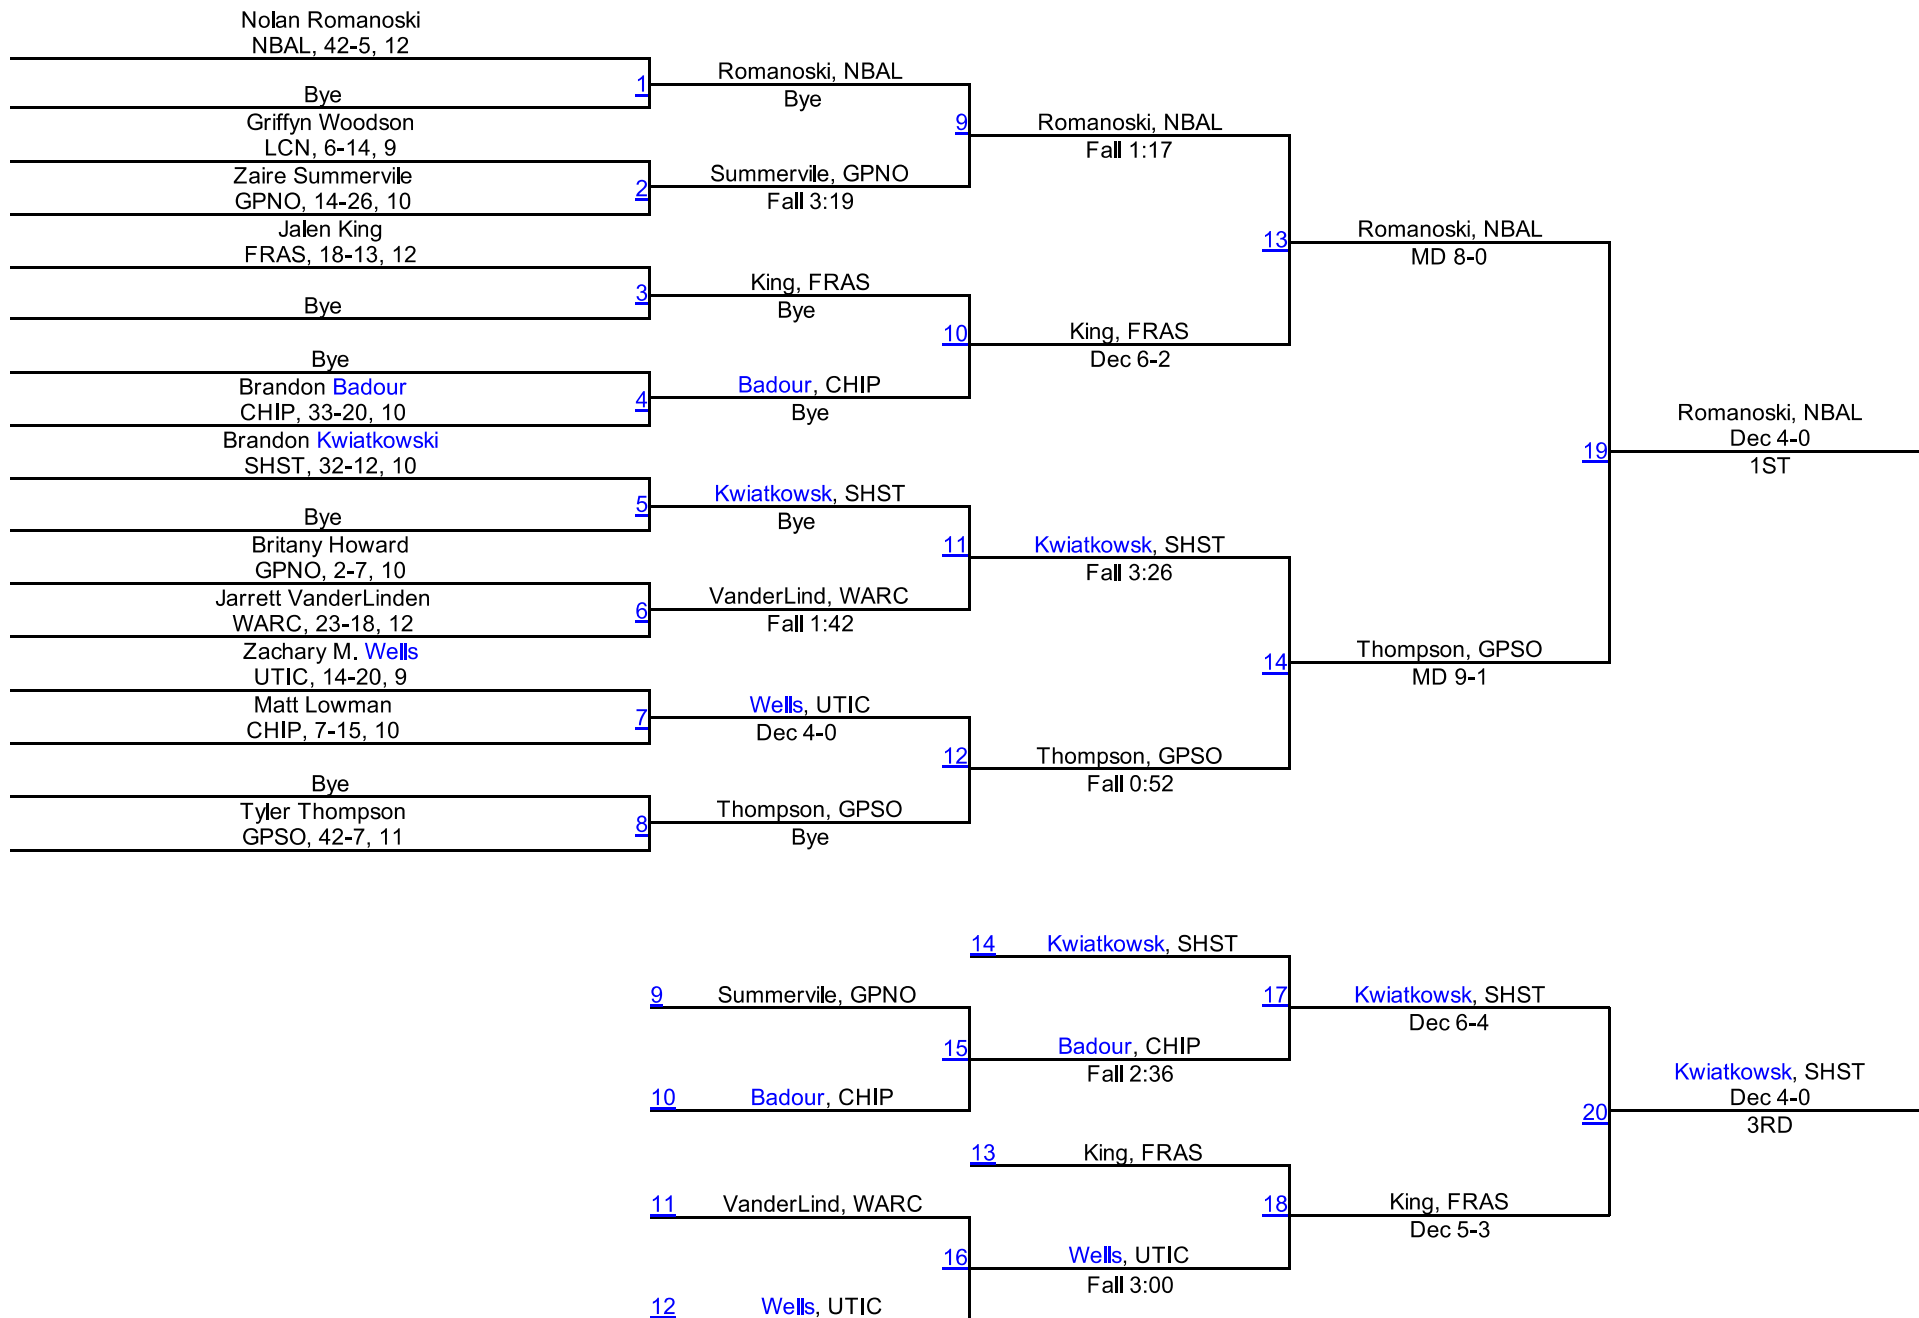 Nolan Romanoski
NBAL, 42-5, 12
Bye
1
Griffyn Woodson
LCN, 6-14, 9
Zaire Summervile
GPNO, 14-26, 10
2
Jalen King
FRAS, 18-13, 12
Bye
3
Bye
Brandon Badour
CHIP, 33-20, 10
4
Brandon Kwiatkowski
SHST, 32-12, 10
Bye
5
Britany Howard
GPNO, 2-7, 10
Jarrett VanderLinden
WARC, 23-18, 12
6
Zachary M. Wells
UTIC, 14-20, 9
Matt Lowman
CHIP, 7-15, 10
7
Bye
Tyler Thompson
GPSO, 42-7, 11
8
Romanoski, NBAL
Bye
9
Summervile, GPNO
Fall 3:19
King, FRAS
Bye
10
Badour, CHIP
Bye
Kwiatkowsk, SHST
Bye
11
VanderLind, WARC
Fall 1:42
Wells, UTIC
Dec 4-0
12
Thompson, GPSO
Bye
Romanoski, NBAL
Fall 1:17
13
King, FRAS
Dec 6-2
Kwiatkowsk, SHST
Fall 3:26
14
Thompson, GPSO
Fall 0:52
Romanoski, NBAL
MD 8-0
19
Thompson, GPSO
MD 9-1
Romanoski, NBAL
Dec 4-0
1ST
14 Kwiatkowsk, SHST
9 Summervile, GPNO
17
15
Badour, CHIP
Fall 2:36
10 Badour, CHIP
Kwiatkowsk, SHST
Dec 6-4
20
13 King, FRAS
11 VanderLind, WARC
18
16
Wells, UTIC
Fall 3:00
12 Wells, UTIC
King, FRAS
Dec 5-3
Kwiatkowsk, SHST
Dec 4-0
3RD